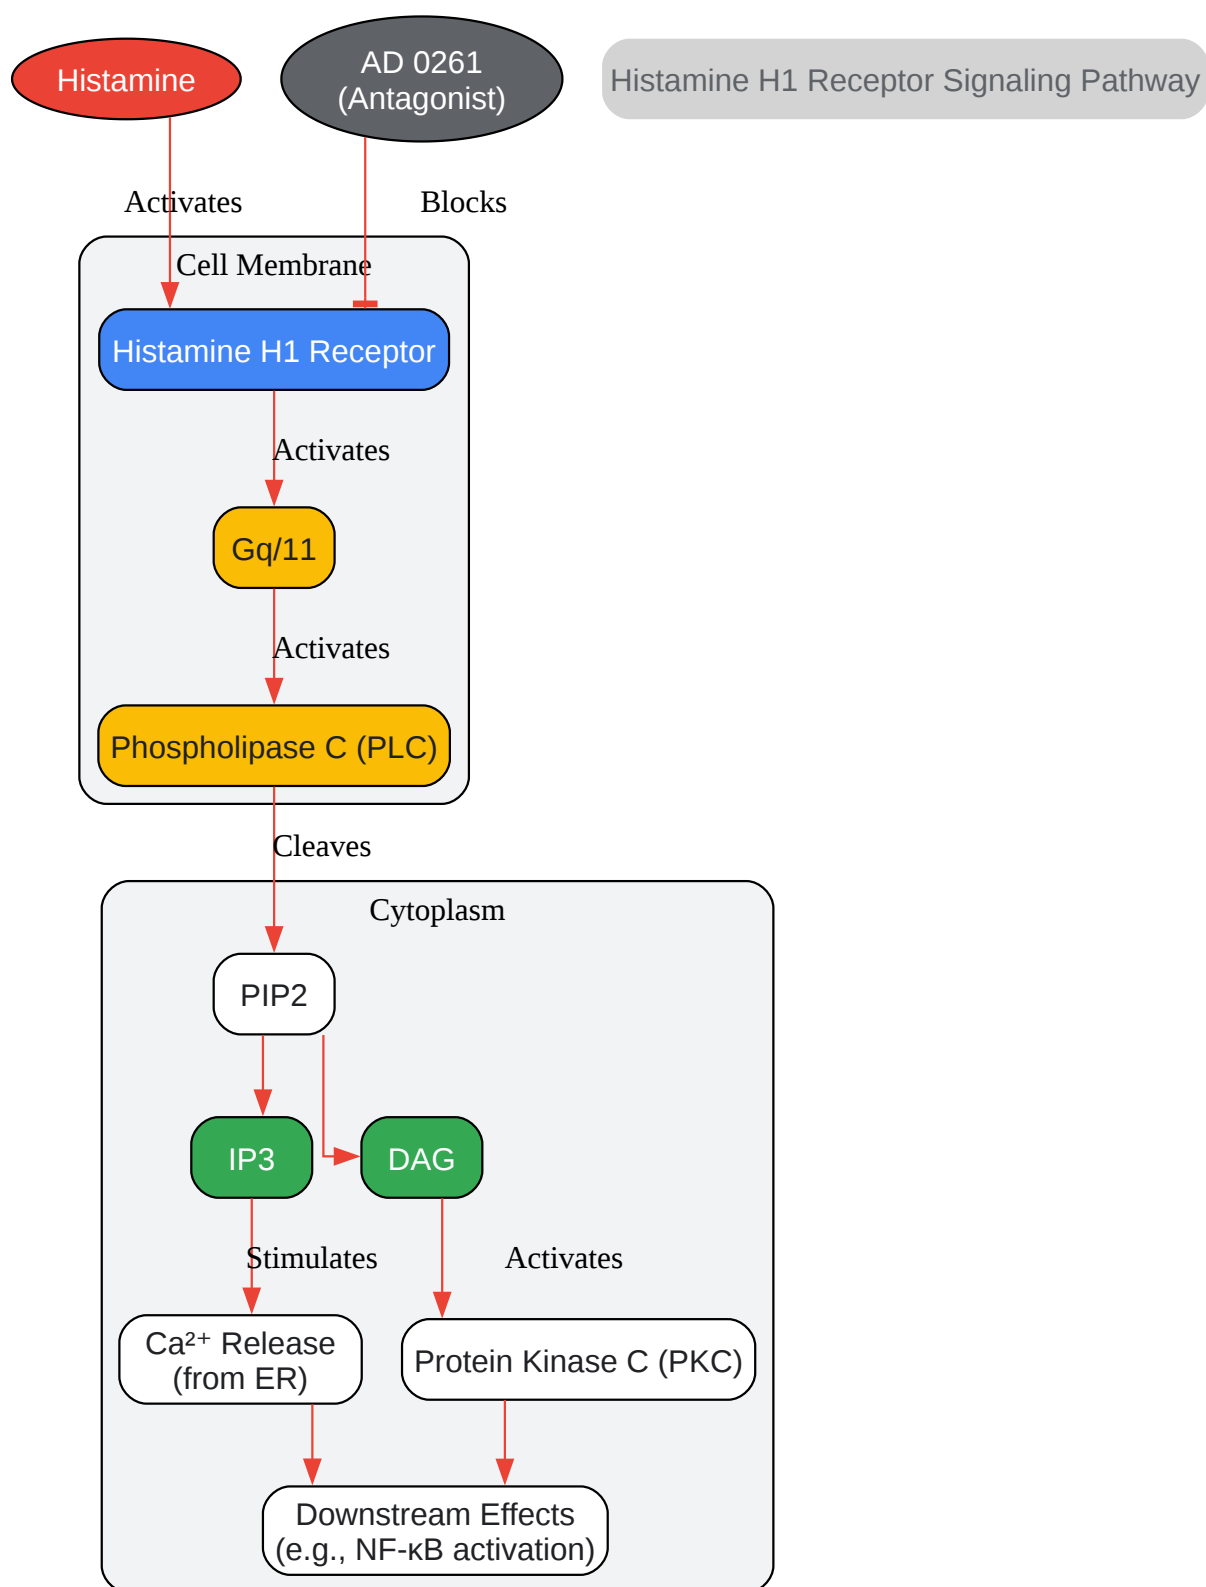 Histamine
AD 0261
(Antagonist)
Histamine H1 Receptor Signaling Pathway
Activates
Blocks
Cell Membrane
Histamine H1 Receptor
Activates
Gq/11
Activates
Phospholipase C (PLC)
Cleaves
Cytoplasm
PIP2
IP3
DAG
Stimulates
Activates
Ca²⁺ Release
(from ER)
Protein Kinase C (PKC)
Downstream Effects
(e.g., NF-κB activation)